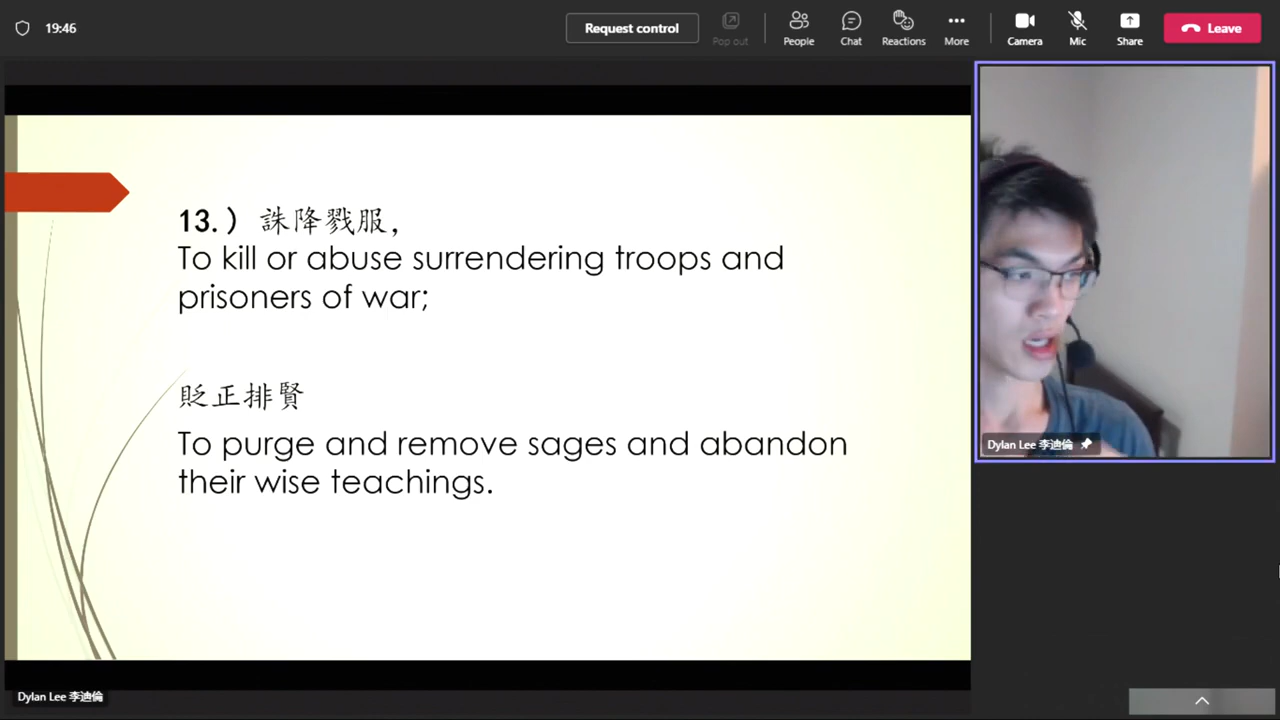 19:46
Request control
Pop out
People
Chat
Reactions
More
Camera
Mic
Share
Leave
13.) 誅降戮服,
To kill or abuse surrendering troops and
prisoners of war;
貶正排賢
To purge and remove sages and abandon
their wise teachings.
Dylan Lee 李迪倫
Dylan Lee 李迪倫